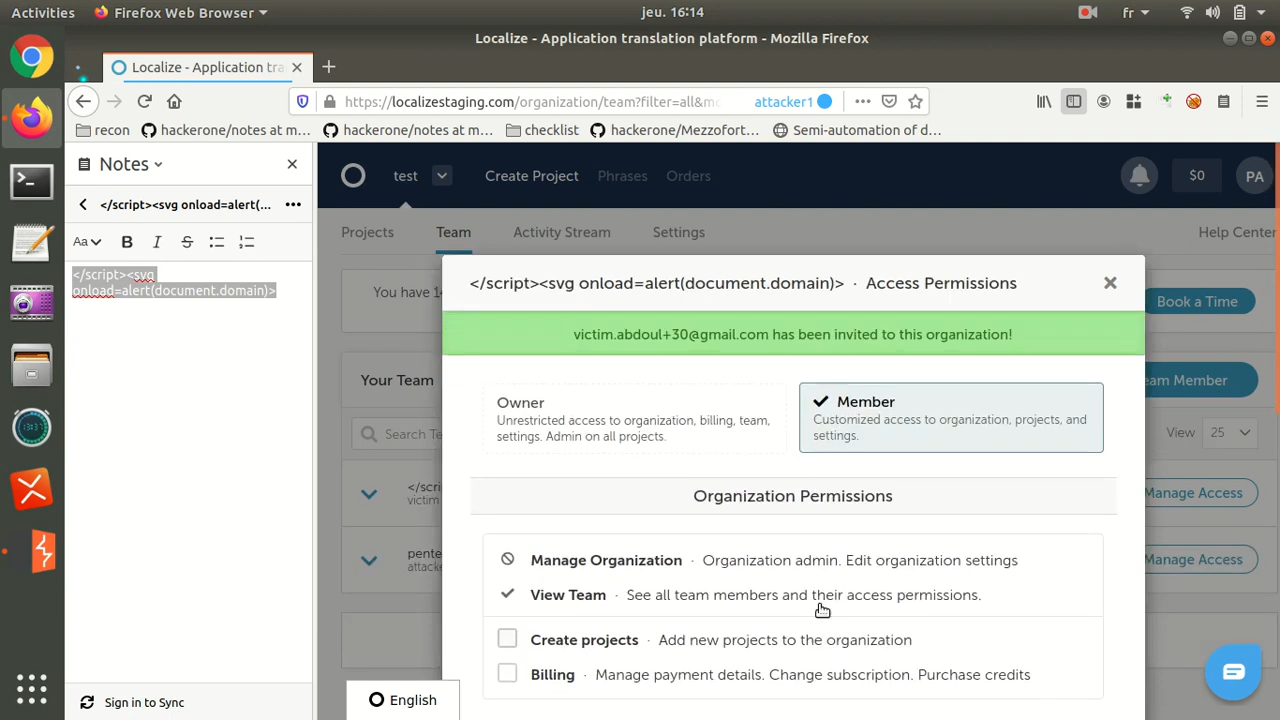 Activities
Firefox Web Browser
jeu. 16:14
fr
Localize - Application translation platform - Mozilla Firefox
Localize - Application tra
https://localizestaging.com/organization/team?filter=all&mo
attacker1
recon
hackerone/notes at m…
hackerone/notes at m…
checklist
hackerone/Mezzofort…
Semi-automation of d…
Notes
</script><svg onload=alert(...
Aa
B
I
S
</script><svg
onload=alert(document.domain)>
Sign in to Sync
test
Create Project
Phrases
Orders
$0
PA
Projects
Team
Activity Stream
Settings
Help Center
You have 14
Book a Time
</script><svg onload=alert(document.domain)> · Access Permissions
victim.abdoul+30@gmail.com has been invited to this organization!
Your Team
eam Member
Search Te
View
25
Owner
Unrestricted access to organization, billing, team,
settings. Admin on all projects.
Member
Customized access to organization, projects, and
settings.
Organization Permissions
</scri
victim
Manage Access
pente
attacke
Manage Access
Manage Organization · Organization admin. Edit organization settings
View Team · See all team members and their access permissions.
Create projects · Add new projects to the organization
Billing · Manage payment details. Change subscription. Purchase credits
English